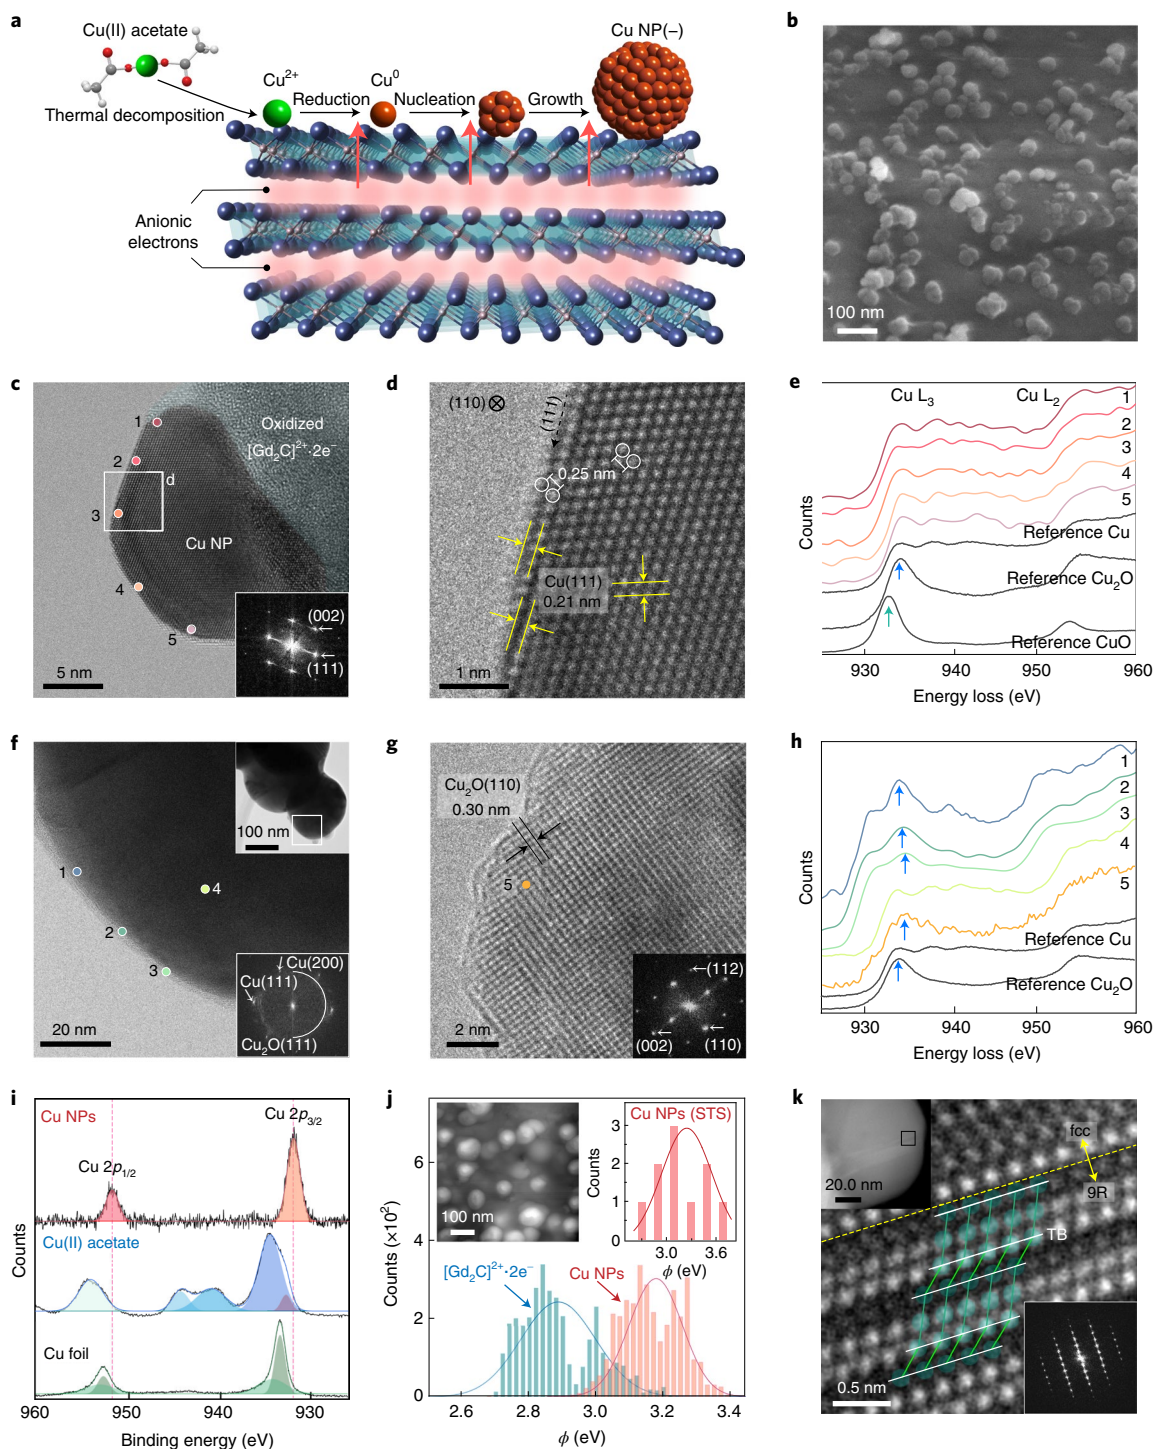 a
Cu(II) acetate
Cu²⁺
Cu⁰
Cu NP(–)
Thermal decomposition
Reduction
Nucleation
Growth
Anionic
electrons
b
100 nm
c
1
2
3
4
5
d
Oxidized
[Gd₂C]²⁺·2e⁻
Cu NP
(002)
(111)
5 nm
d
(110)
(111)
0.25 nm
Cu(111)
0.21 nm
1 nm
e
Cu L₃
Cu L₂
1
2
3
4
5
Reference Cu
Reference Cu₂O
Reference CuO
Counts
930
940
950
960
Energy loss (eV)
f
100 nm
1
4
2
3
Cu(200)
Cu(111)
Cu₂O(111)
20 nm
g
Cu₂O(110)
0.30 nm
5
(112)
(002)
(110)
2 nm
h
1
2
3
4
5
Reference Cu
Reference Cu₂O
Counts
930
940
950
960
Energy loss (eV)
i
Cu NPs
Cu 2p₃/₂
Cu 2p₁/₂
Cu(II) acetate
Cu foil
Counts
960
950
940
930
Binding energy (eV)
j
100 nm
Cu NPs (STS)
Counts
3
2
1
0
3.0
3.6
ϕ (eV)
[Gd₂C]²⁺·2e⁻
Cu NPs
Counts (×10²)
6
4
2
0
2.6
2.8
3.0
3.2
3.4
ϕ (eV)
k
20.0 nm
fcc
9R
TB
0.5 nm